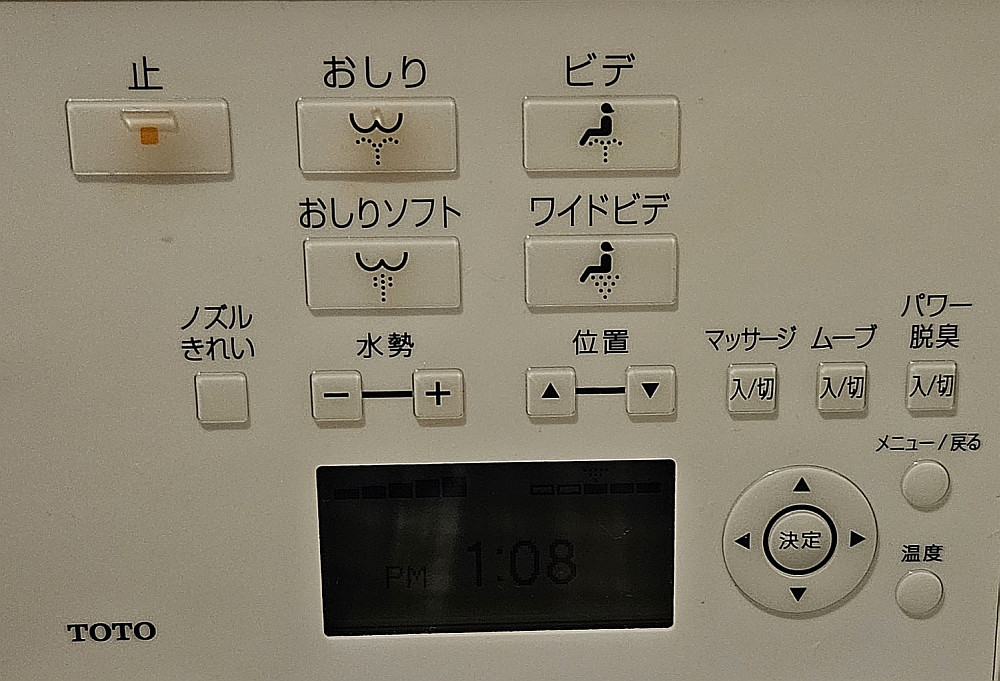 止 おしり ビデ
おしりソフト ワイドビデ
ノズル
きれい
水勢 位置 マッサージ ムーブ パワー
脱臭
− + ▲ ▼ 入/切 入/切 入/切
メニュー/戻る
決定
温度
PM 1:08
TOTO